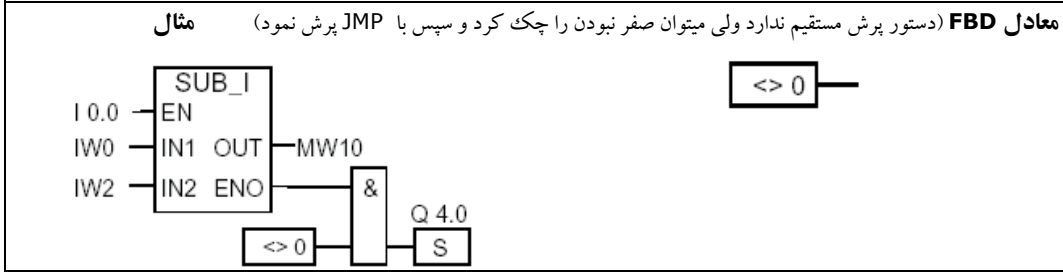 معادل FBD (دستور پرش مستقیم ندارد ولی میتوان صفر نبودن را چک کرد و سپس با JMP پرش نمود) مثال
SUB_I
<> 0
I 0.0 EN
IW0 IN1 OUT MW10
IW2 IN2 ENO &
Q 4.0
<> 0 S